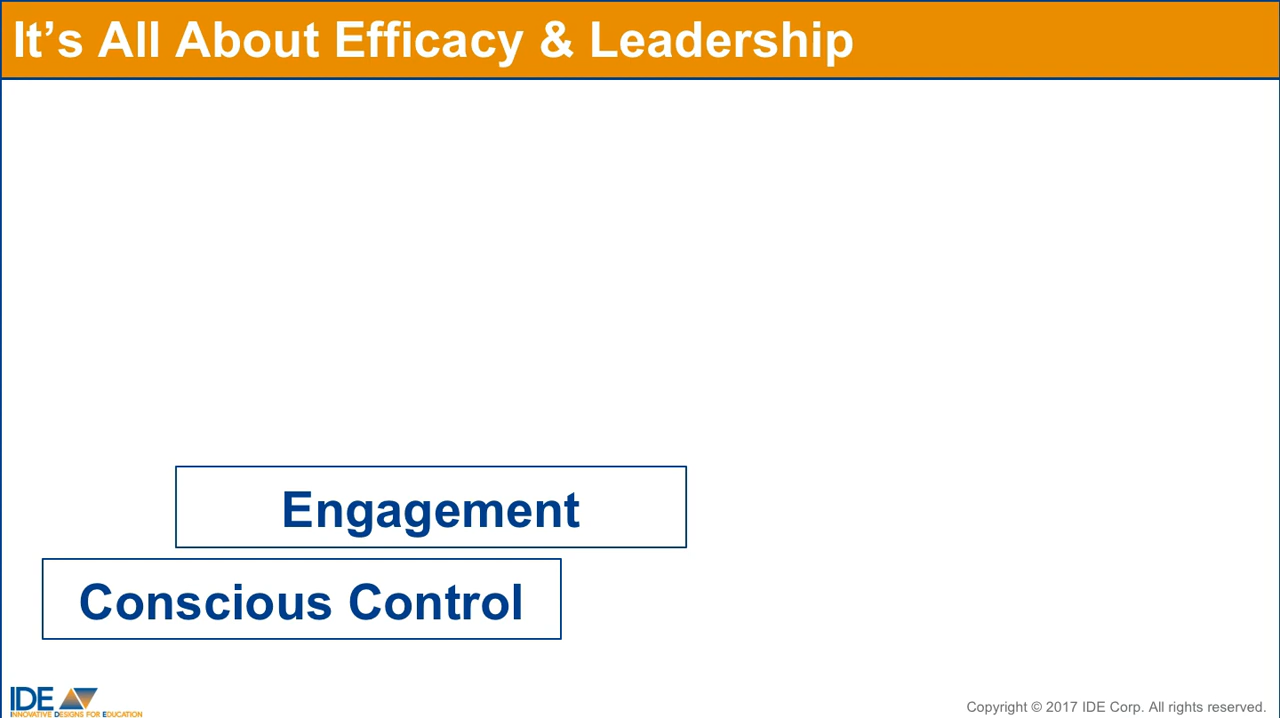 It's All About Efficacy & Leadership
Engagement
Conscious Control
IDE
INNOVATIVE DESIGNS FOR EDUCATION
Copyright © 2017 IDE Corp. All rights reserved.